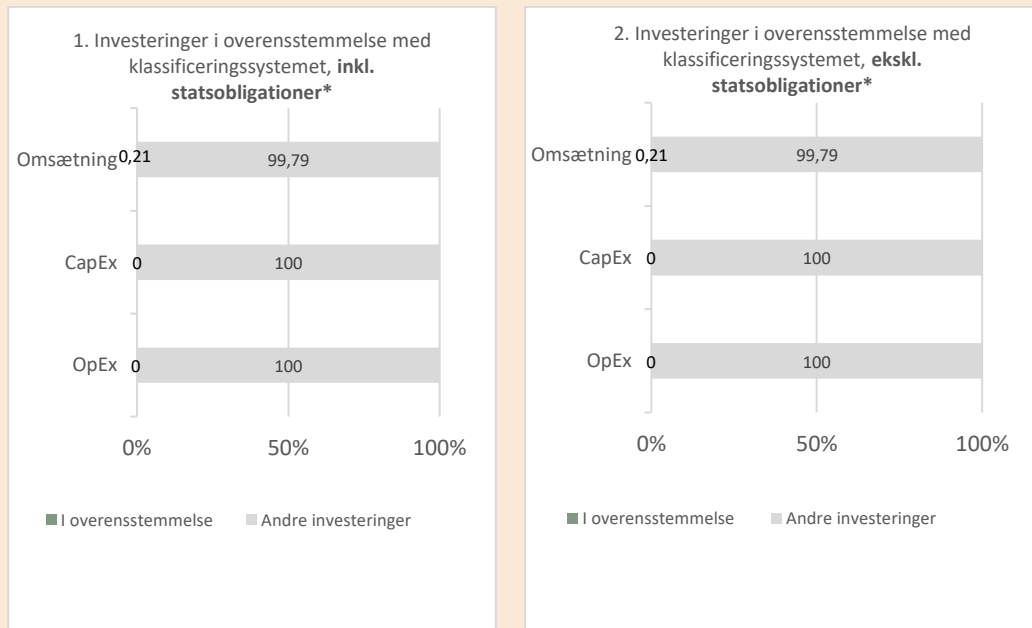 1. Investeringer i overensstemmelse med
klassificeringssystemet, inkl.
statsobligationer*
Omsætning 0,21 99,79
CapEx 0 100
OpEx 0 100
0% 50% 100%
I overensstemmelse Andre investeringer
2. Investeringer i overensstemmelse med
klassificeringssystemet, ekskl.
statsobligationer*
Omsætning 0,21 99,79
CapEx 0 100
OpEx 0 100
0% 50% 100%
I overensstemmelse Andre investeringer